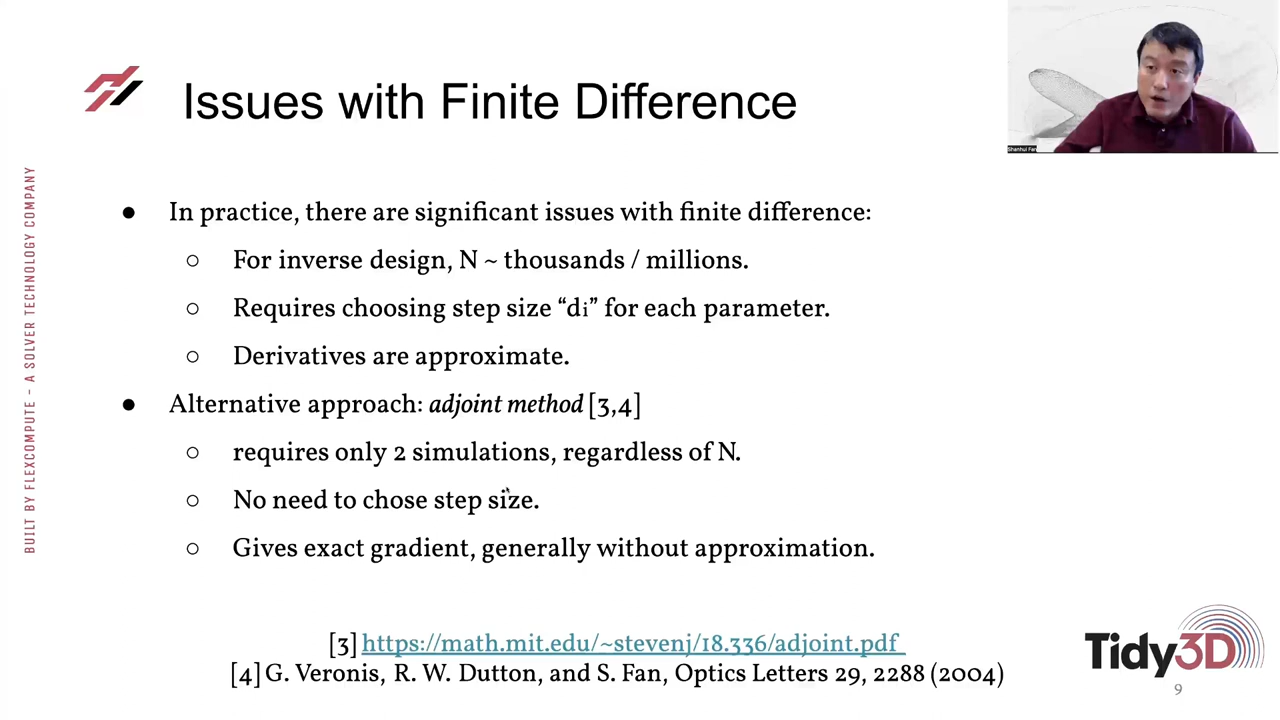 Issues with Finite Difference
Shanhui Fan
BUILT BY FLEXCOMPUTE – A SOLVER TECHNOLOGY COMPANY
● In practice, there are significant issues with finite difference:
○ For inverse design, N ~ thousands / millions.
○ Requires choosing step size “di” for each parameter.
○ Derivatives are approximate.
● Alternative approach: adjoint method [3,4]
○ requires only 2 simulations, regardless of N.
○ No need to chose step size.
○ Gives exact gradient, generally without approximation.
[3] https://math.mit.edu/~stevenj/18.336/adjoint.pdf
[4] G. Veronis, R. W. Dutton, and S. Fan, Optics Letters 29, 2288 (2004)
Tidy3D
9